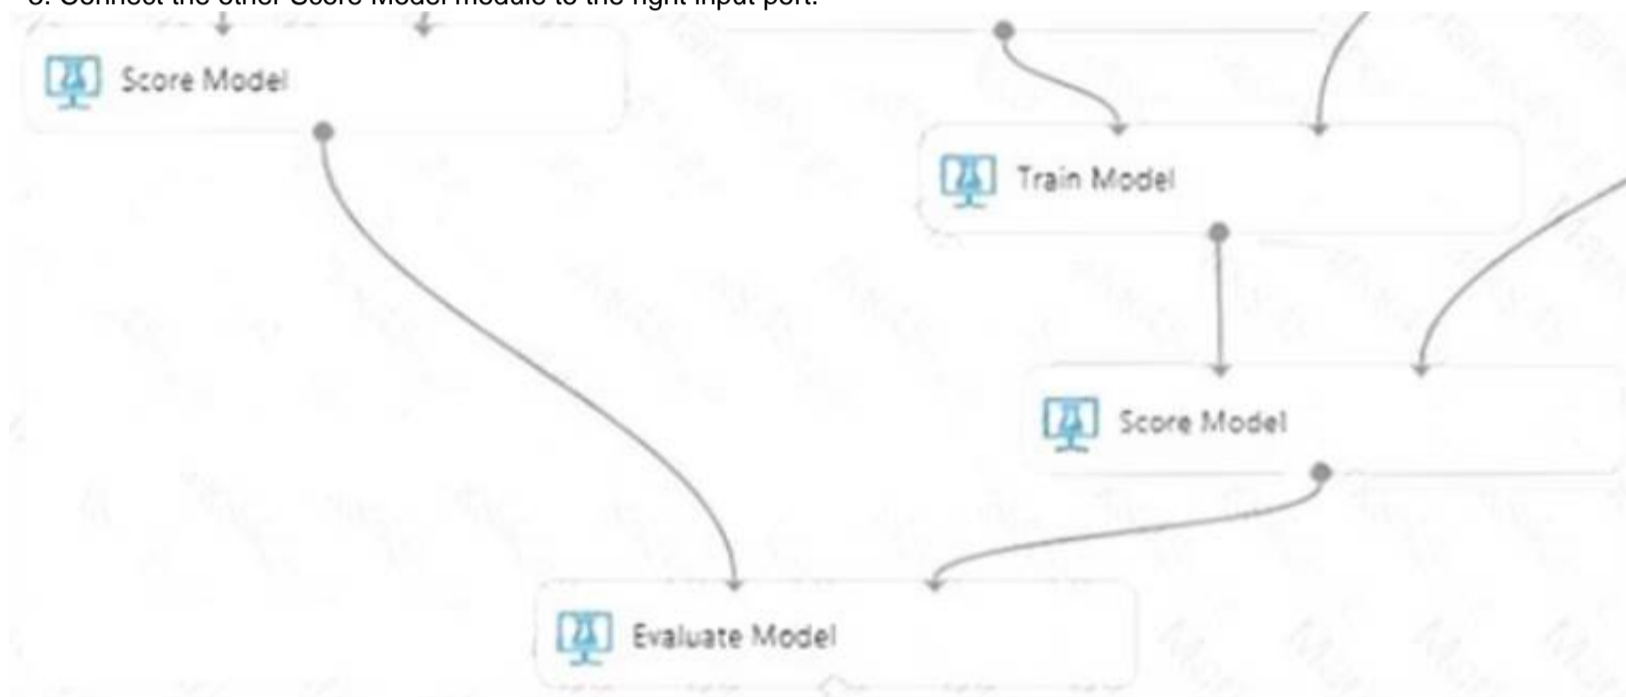 Connect the other Score Model module to the right input port.
Score Model
Train Model
Score Model
Evaluate Model